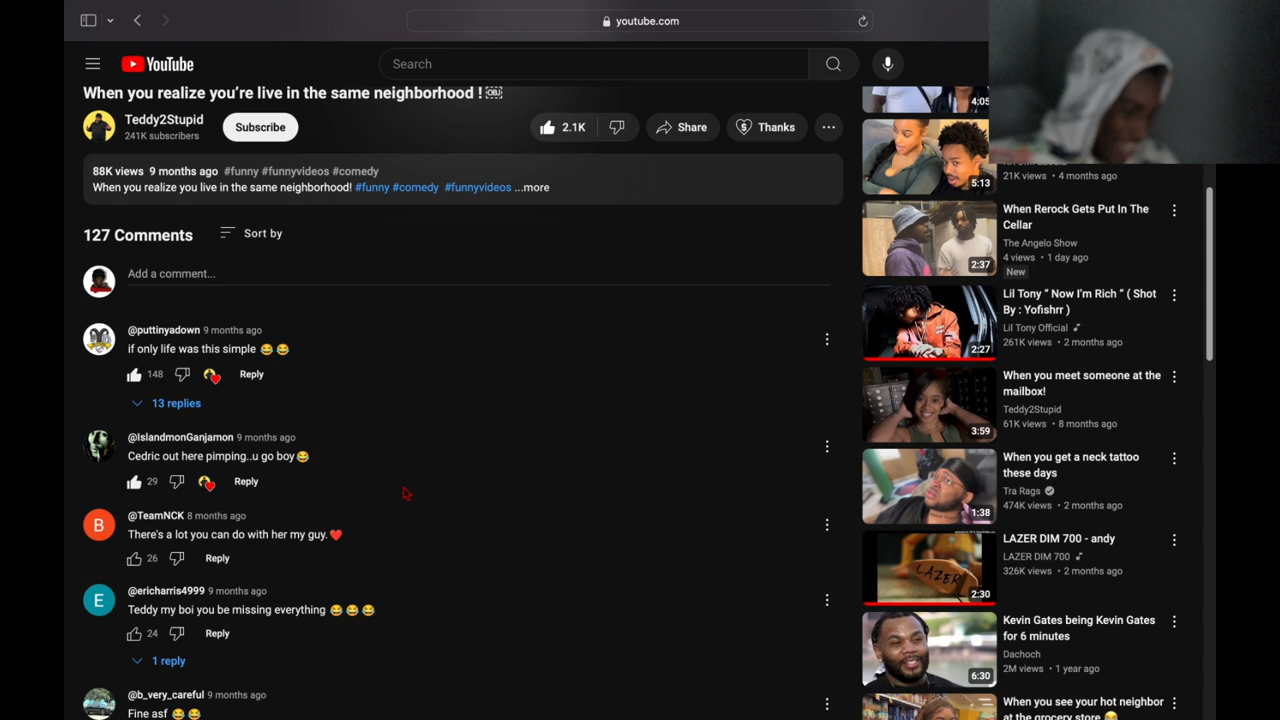 youtube.com
YouTube
Search
When you realize you're live in the same neighborhood !
Teddy2Stupid
241K subscribers
Subscribe
2.1K
Share
Thanks
88K views 9 months ago #funny #funnyvideos #comedy
When you realize you live in the same neighborhood! #funny #comedy #funnyvideos ...more
127 Comments
Sort by
Add a comment...
@puttinyadown 9 months ago
if only life was this simple 😂 😂
148
Reply
13 replies
@IslandmonGanjamon 9 months ago
Cedric out here pimping..u go boy😂
29
Reply
B
@TeamNCK 8 months ago
There's a lot you can do with her my guy.❤️
26
Reply
E
@ericharris4999 9 months ago
Teddy my boi you be missing everything 😂 😂 😂
24
Reply
1 reply
@b_very_careful 9 months ago
Fine asf 😂 😂
4:05
5:13
21K views • 4 months ago
2:37
When Rerock Gets Put In The
Cellar
The Angelo Show
4 views • 1 day ago
New
2:27
Lil Tony " Now I'm Rich " ( Shot
By : Yofishrr )
Lil Tony Official
261K views • 2 months ago
3:59
When you meet someone at the
mailbox!
Teddy2Stupid
61K views • 8 months ago
1:38
When you get a neck tattoo
these days
Tra Rags
474K views • 2 months ago
LAZER
2:30
LAZER DIM 700 - andy
LAZER DIM 700
326K views • 2 months ago
6:30
Kevin Gates being Kevin Gates
for 6 minutes
Dachoch
2M views • 1 year ago
When you see your hot neighbor
at the grocery store 😂